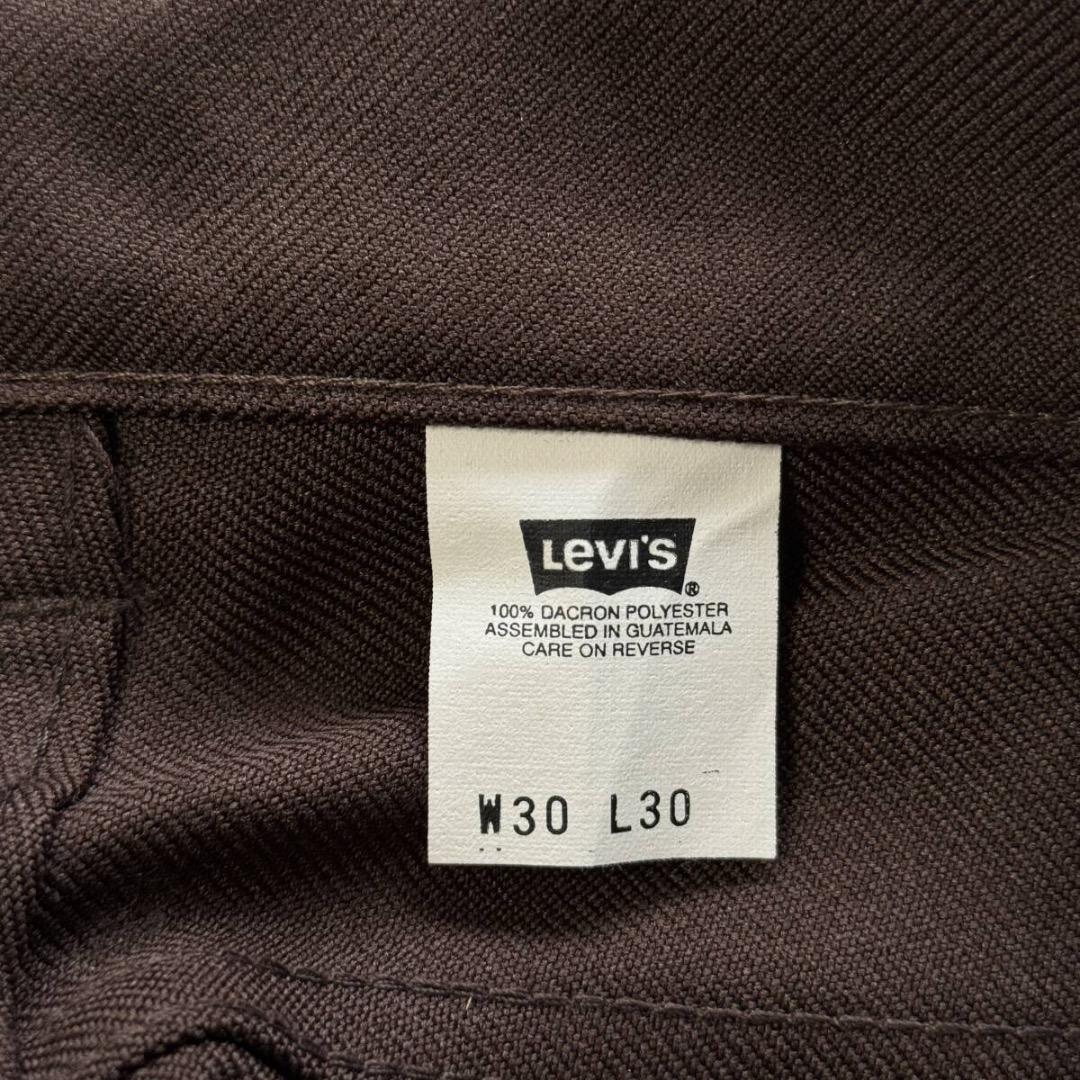 Levi's
®
100% DACRON POLYESTER
ASSEMBLED IN GUATEMALA
CARE ON REVERSE
W30 L30